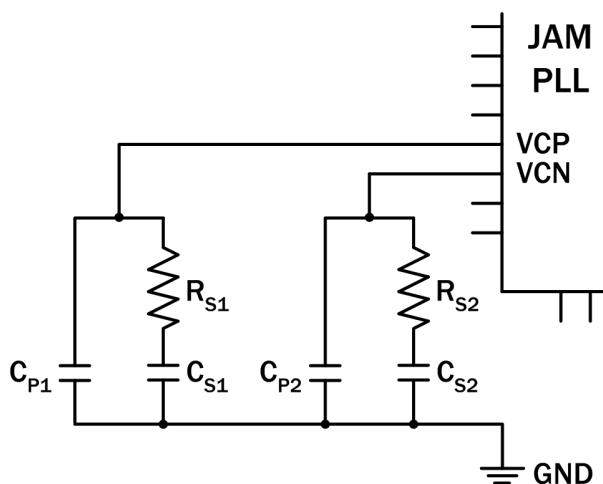 JAM
PLL
VCP
VCN
RS1
RS2
CP1
CS1
CP2
CS2
GND